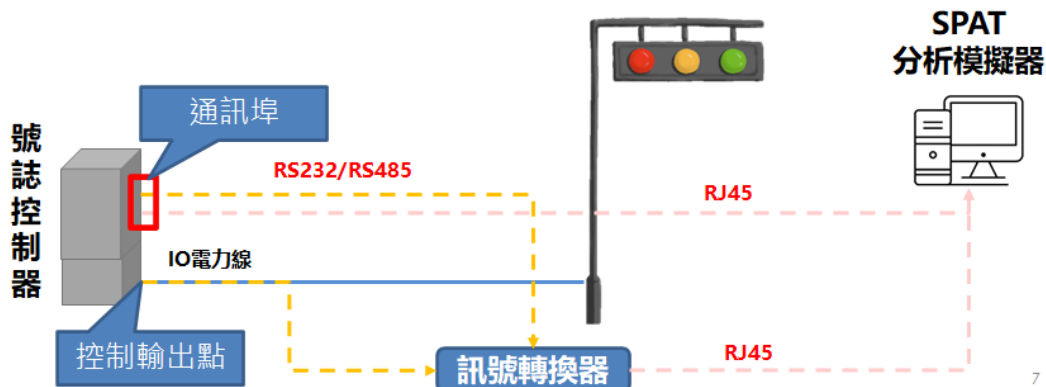 SPAT
分析模擬器
通訊埠
號誌控制器
RS232/RS485
RJ45
IO電力線
控制輸出點
訊號轉換器
RJ45
7